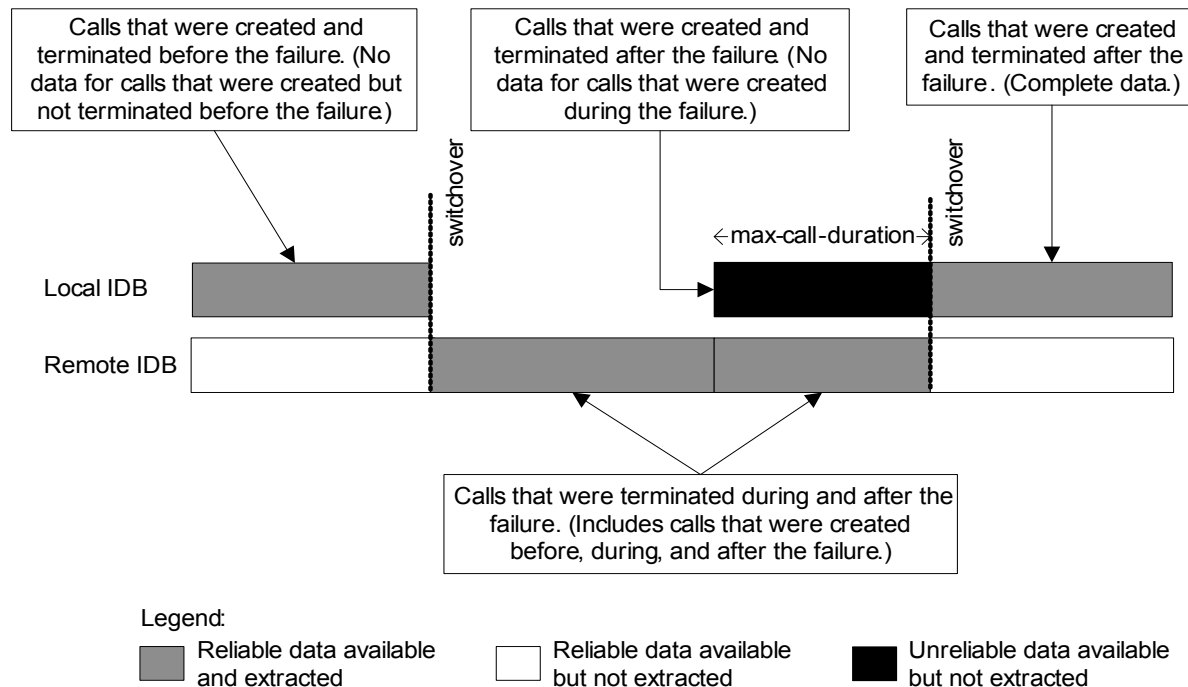 Calls that were created and
terminated before the failure. (No
data for calls that were created but
not terminated before the failure.)
Calls that were created and
terminated after the failure. (No
data for calls that were created
during the failure.)
Calls that were created
and terminated after the
failure. (Complete data.)
switchover
switchover
max-call-duration
Local IDB
Remote IDB
Calls that were terminated during and after the
failure. (Includes calls that were created
before, during, and after the failure.)
Legend:
Reliable data available
and extracted
Reliable data available
but not extracted
Unreliable data available
but not extracted